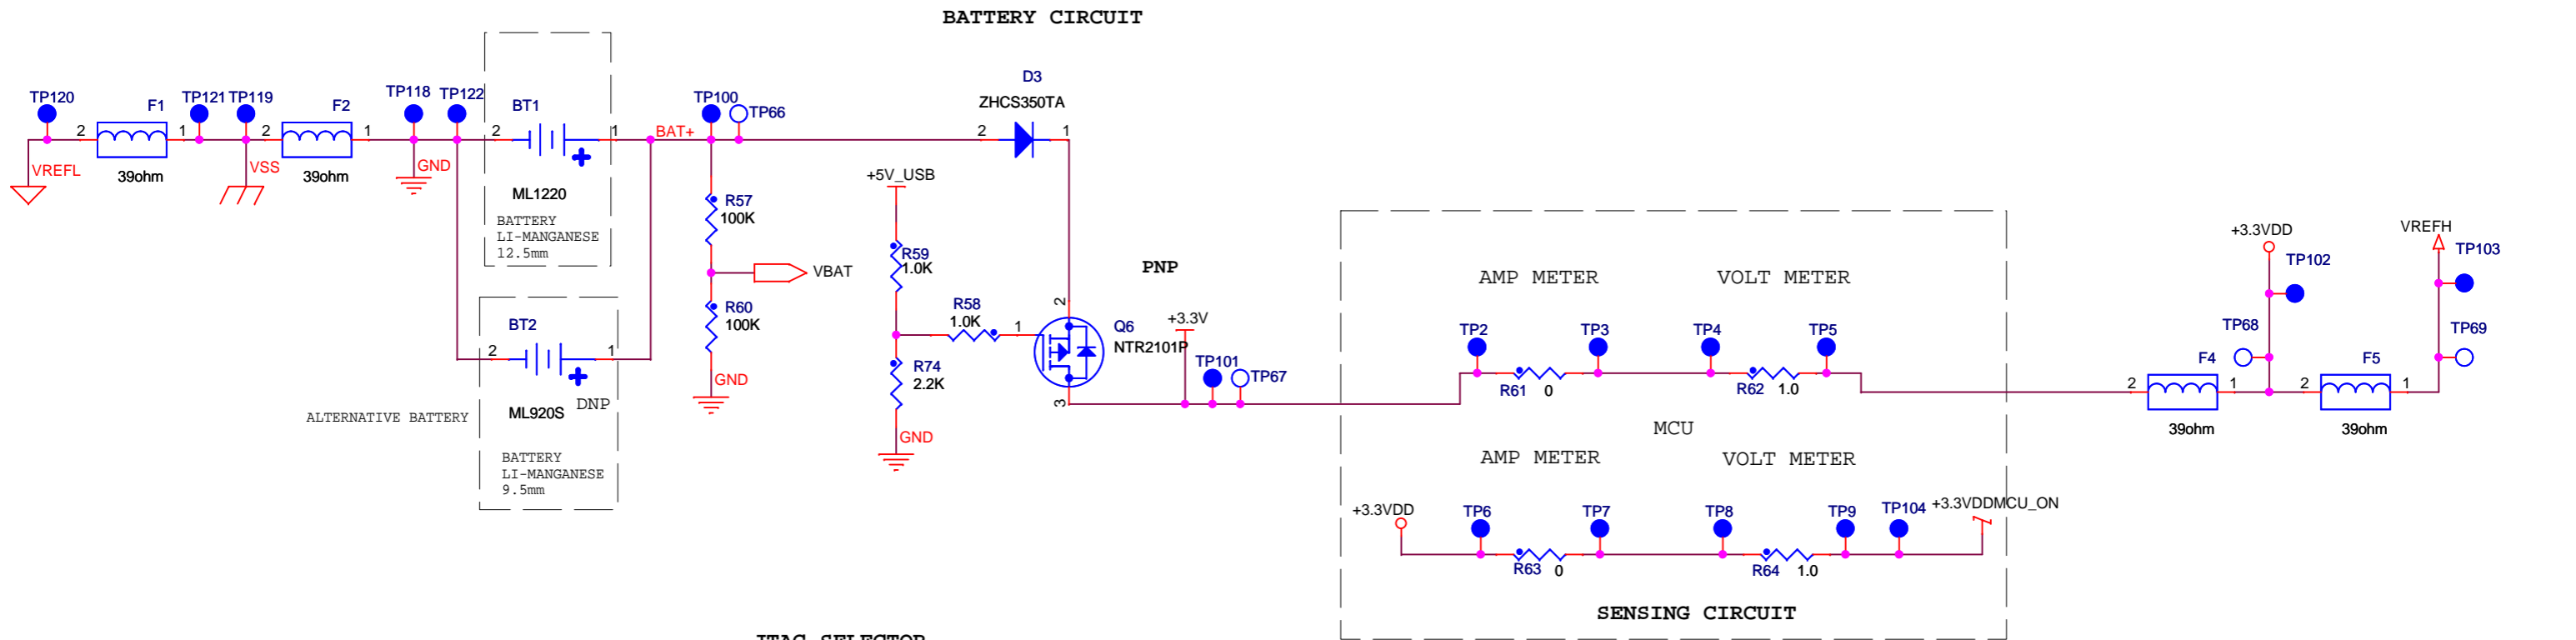 BATTERY CIRCUIT
TP120
F1
TP121
TP119
F2
TP118
TP122
BT1
TP100
TP66
D3
ZHCS350TA
2
1
2
1
2
1
BAT+
2
1
VREFL
39ohm
VSS
39ohm
GND
ML1220
BATTERY
LI-MANGANESE
12.5mm
R57
100K
VBAT
R60
100K
GND
+5V_USB
R59
1.0K
R58
1.0K
1
R74
2.2K
GND
PNP
2
Q6
NTR2101P
3
+3.3V
TP101
TP67
BT2
2
1
ML920S
DNP
ALTERNATIVE BATTERY
BATTERY
LI-MANGANESE
9.5mm
AMP METER
VOLT METER
TP2
TP3
TP4
TP5
R61
0
R62
1.0
MCU
AMP METER
VOLT METER
+3.3VDD
TP6
TP7
TP8
TP9
TP104
+3.3VDDMCU_ON
R63
0
R64
1.0
SENSING CIRCUIT
+3.3VDD
TP102
TP68
VREFH
TP103
TP69
F4
2
1
39ohm
F5
2
1
39ohm
JTAG SELECTOR